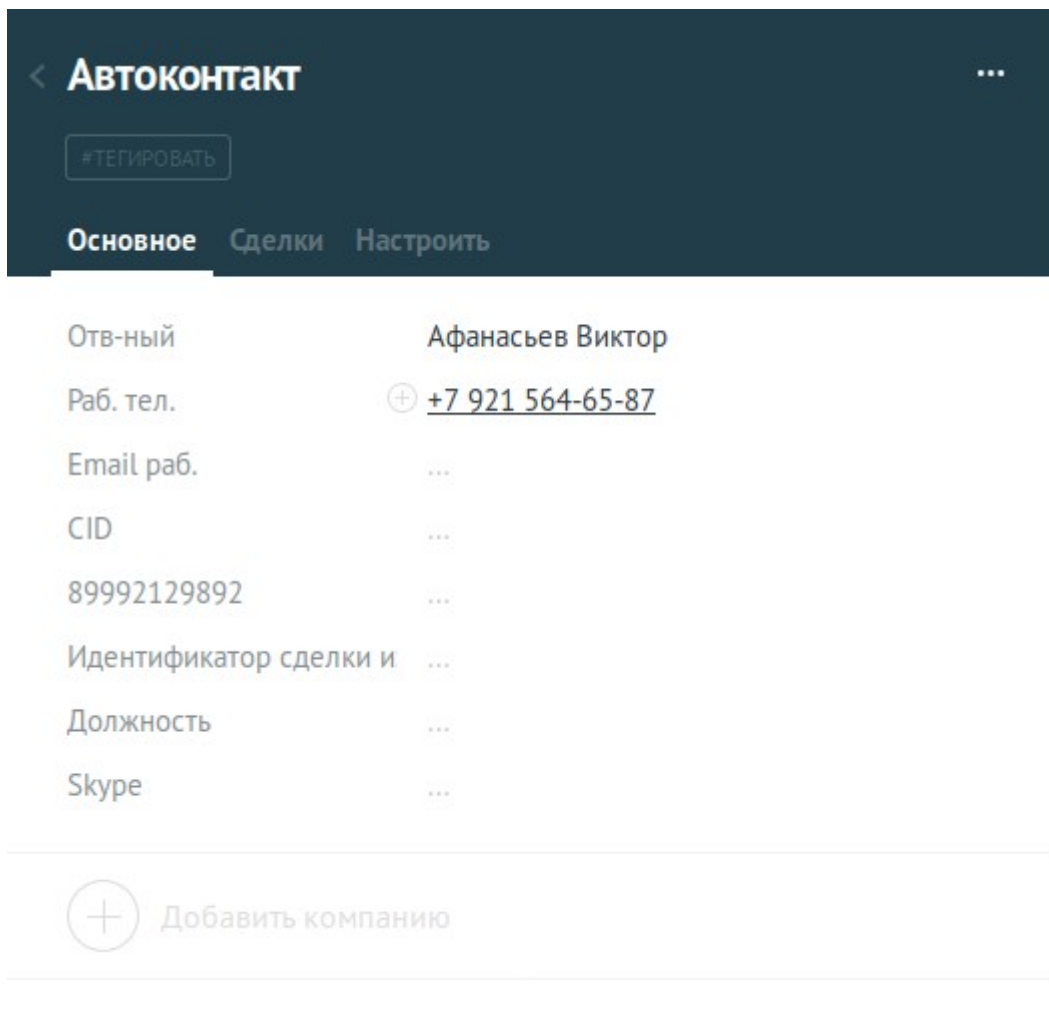 Автоконтакт
#ТЕГИРОВАТЬ
Основное Сделки Настроить
Отв-ный Афанасьев Виктор
Раб. тел. +7 921 564-65-87
Email раб. ...
CID ...
89992129892 ...
Идентификатор сделки и ...
Должность ...
Skype ...
Добавить компанию